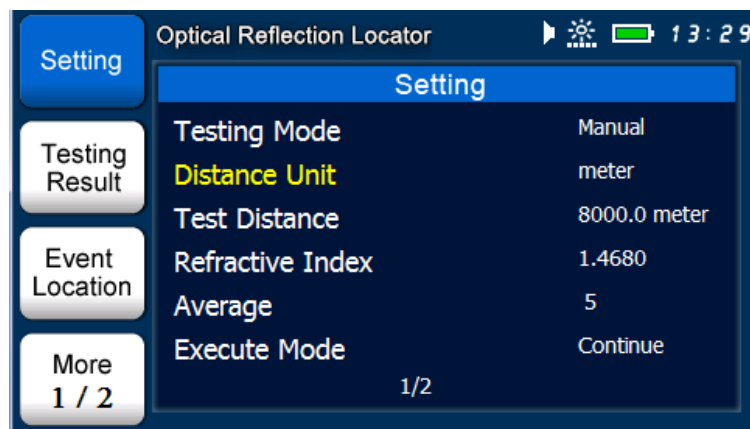 Optical Reflection Locator 13:29
Setting
Testing
Result
Event
Location
More
1 / 2
Setting
Testing Mode Manual
Distance Unit meter
Test Distance 8000.0 meter
Refractive Index 1.4680
Average 5
Execute Mode Continue
1/2